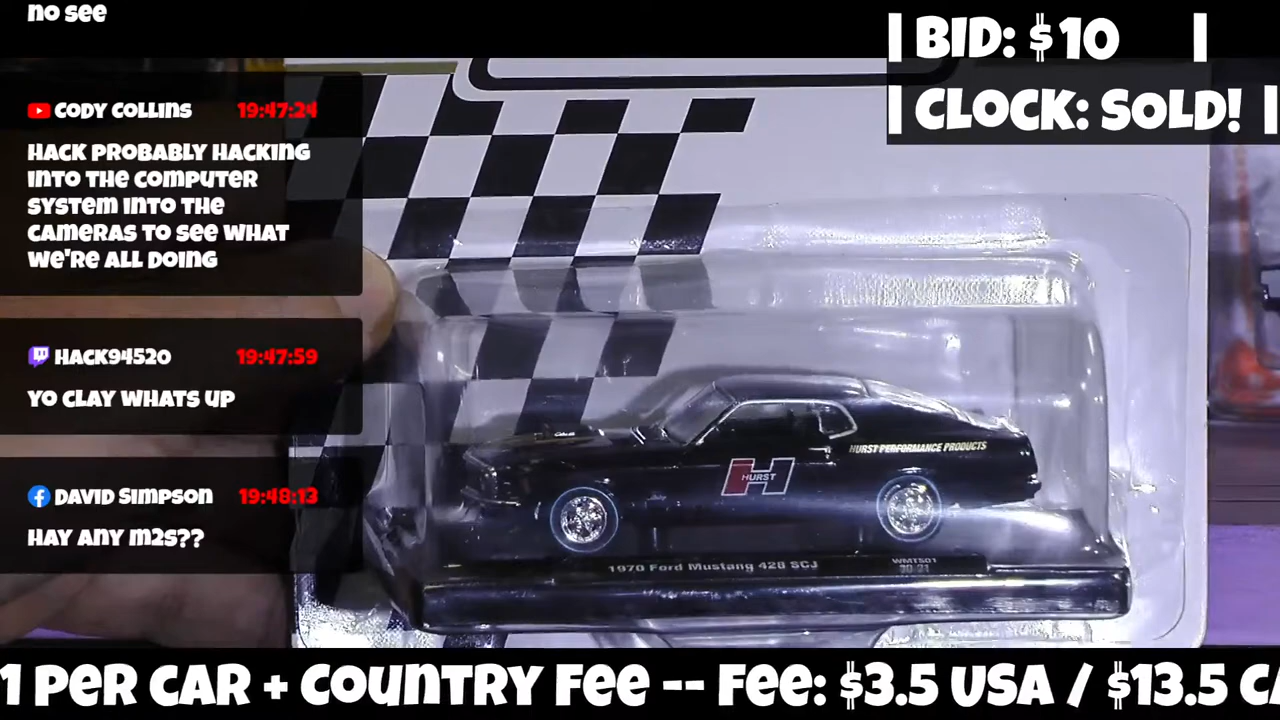 no see
CODY COLLINS 19:47:24
HACK PROBABLY HACKING
INTO THE COMPUTER
SYSTEM INTO THE
CAMERAS TO SEE WHAT
WE'RE ALL DOING
HACK94520 19:47:59
YO CLAY WHATS UP
DAVID SIMPSON 19:48:13
HAY ANY M2S??
| BID: $10 |
| CLOCK: SOLD! |
HURST PERFORMANCE PRODUCTS
HURST
1970 Ford Mustang 428 SCJ
WMTS01
1 PER CAR + COUNTRY FEE -- FEE: $3.5 USA / $13.5 CA